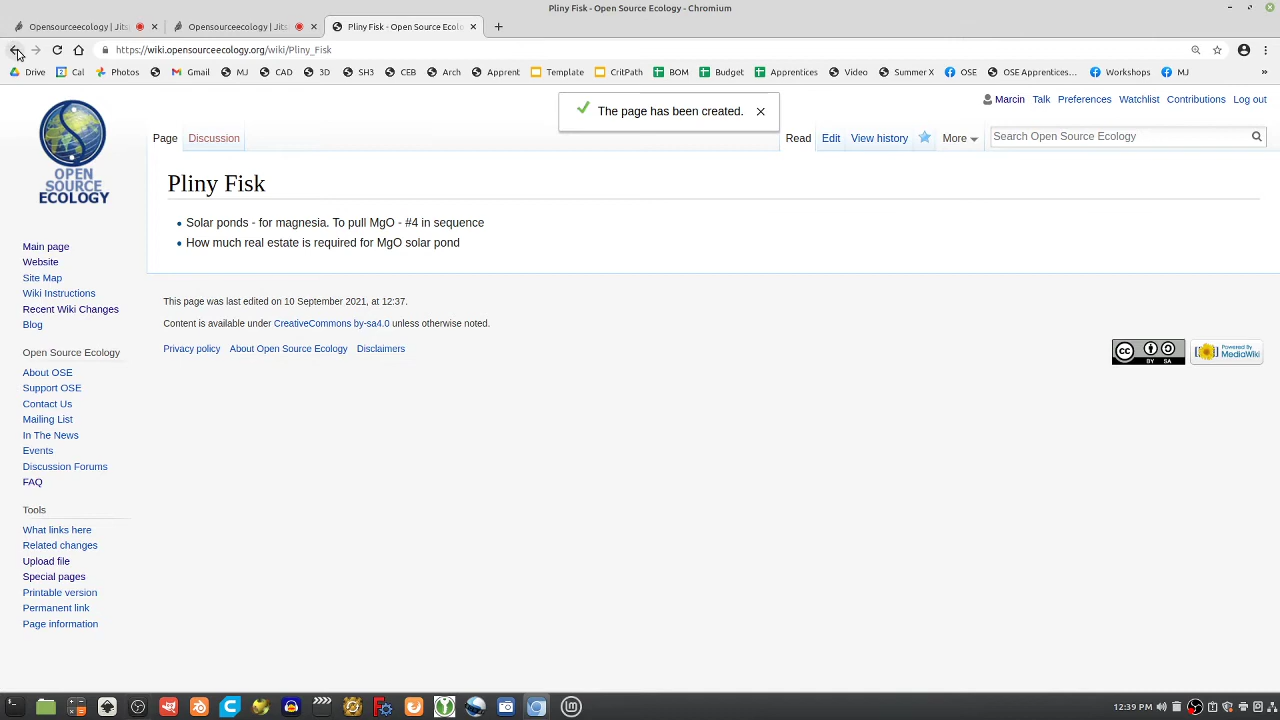 Pliny Fisk - Open Source Ecology - Chromium
Opensourceecology | Jits
Opensourceecology | Jits
Pliny Fisk - Open Source Ecolo
https://wiki.opensourceecology.org/wiki/Pliny_Fisk
Drive Cal Photos Gmail MJ CAD 3D SH3 CEB Arch Apprent Template CritPath BOM Budget Apprentices Video Summer X OSE OSE Apprentices... Workshops MJ »
Marcin Talk Preferences Watchlist Contributions Log out
The page has been created.
Page Discussion Read Edit View history More Search Open Source Ecology
OPEN
SOURCE
ECOLOGY
Pliny Fisk
Solar ponds - for magnesia. To pull MgO - #4 in sequence
How much real estate is required for MgO solar pond
Main page
Website
Site Map
Wiki Instructions
Recent Wiki Changes
Blog
Open Source Ecology
About OSE
Support OSE
Contact Us
Mailing List
In The News
Events
Discussion Forums
FAQ
Tools
What links here
Related changes
Upload file
Special pages
Printable version
Permanent link
Page information
This page was last edited on 10 September 2021, at 12:37.
Content is available under CreativeCommons by-sa4.0 unless otherwise noted.
Privacy policy About Open Source Ecology Disclaimers
cc BY SA
Powered By
MediaWiki
12:39 PM